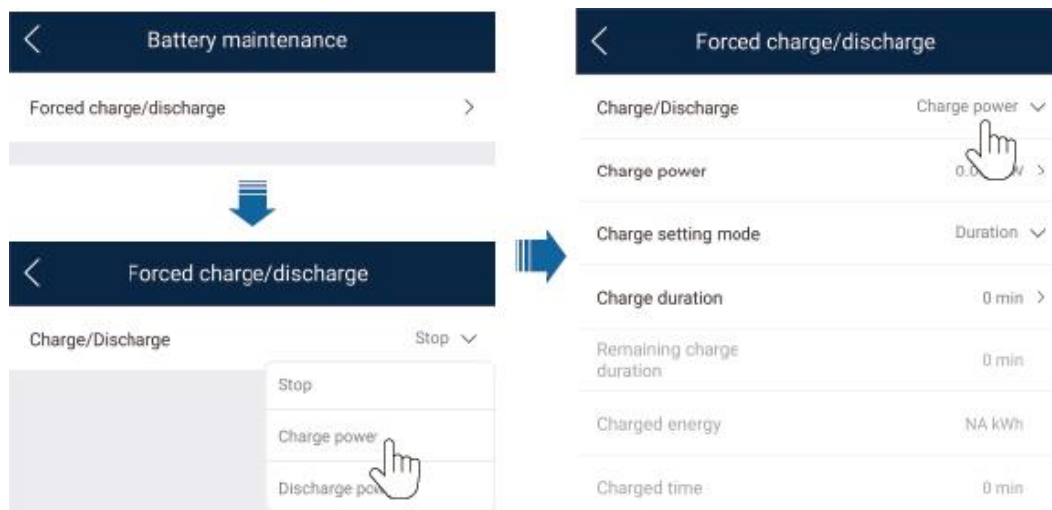 Battery maintenance
Forced charge/discharge
Forced charge/discharge
Charge/Discharge
Stop
Stop
Charge power
Discharge
Forced charge/discharge
Charge/Discharge
Charge power
Charge power
Charge setting mode
Duration
Charge duration
0 min
Remaining charge
duration
0 min
Charged energy
NA kWh
Charged time
0 min